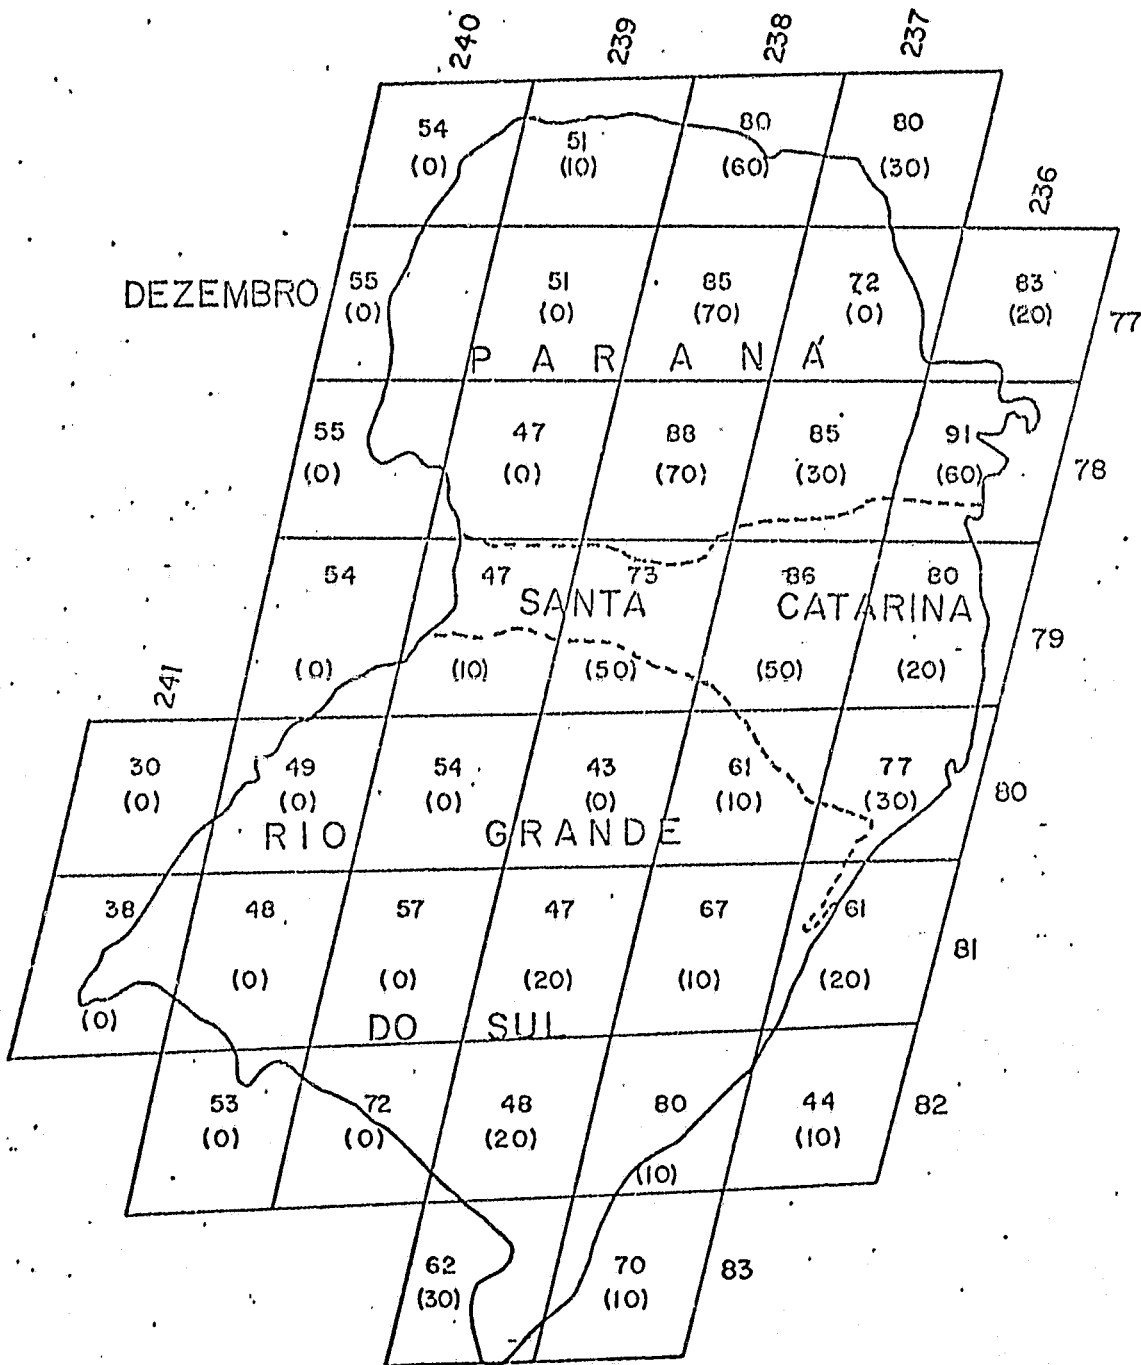 240 239 238 237
54 51 80 80
(0) (10) (60) (30)
236
DEZEMBRO 55 51 85 72 83
(0) (0) (70) (0) (20) 77
PARANÁ
55 47 88 85 91
(0) (0) (70) (30) (60) 78
54 47 73 86 80
SANTA CATARINA
79
(0) (10) (50) (50) (20)
241
30 49 54 43 61 77
(0) (0) (0) (0) (10) (30) 80
RIO GRANDE
38 48 57 47 67 61
81
(0) (0) (20) (10) (20)
(0)
DO SUL
53 72 48 80 44 82
(0) (0) (20) (10)
(10)
62 70 83
(30) (10)